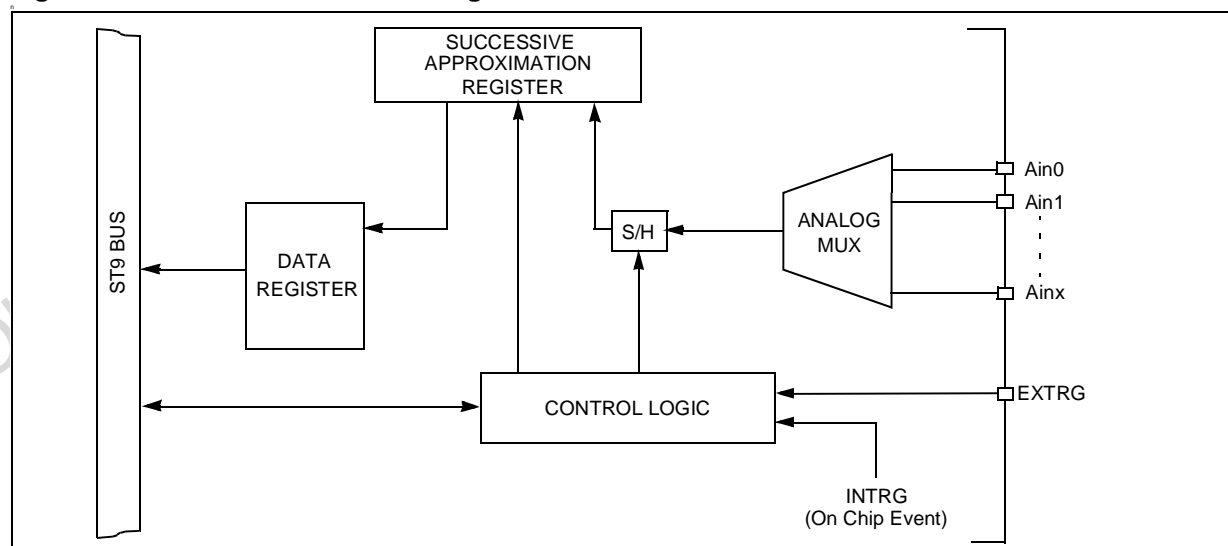 SUCCESSIVE
APPROXIMATION
REGISTER
ST9 BUS
DATA
REGISTER
S/H
ANALOG
MUX
Ain0
Ain1
Ainx
CONTROL LOGIC
EXTRG
INTRG
(On Chip Event)